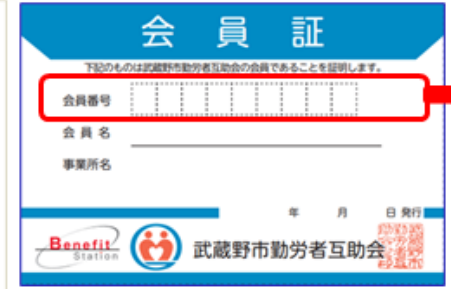 会員証
下記のものは武蔵野市勤労者互助会の会員であることを証明します。
会員番号
会員名
事業所名
年 月 日発行
Benefit
Station
武蔵野市勤労者互助会